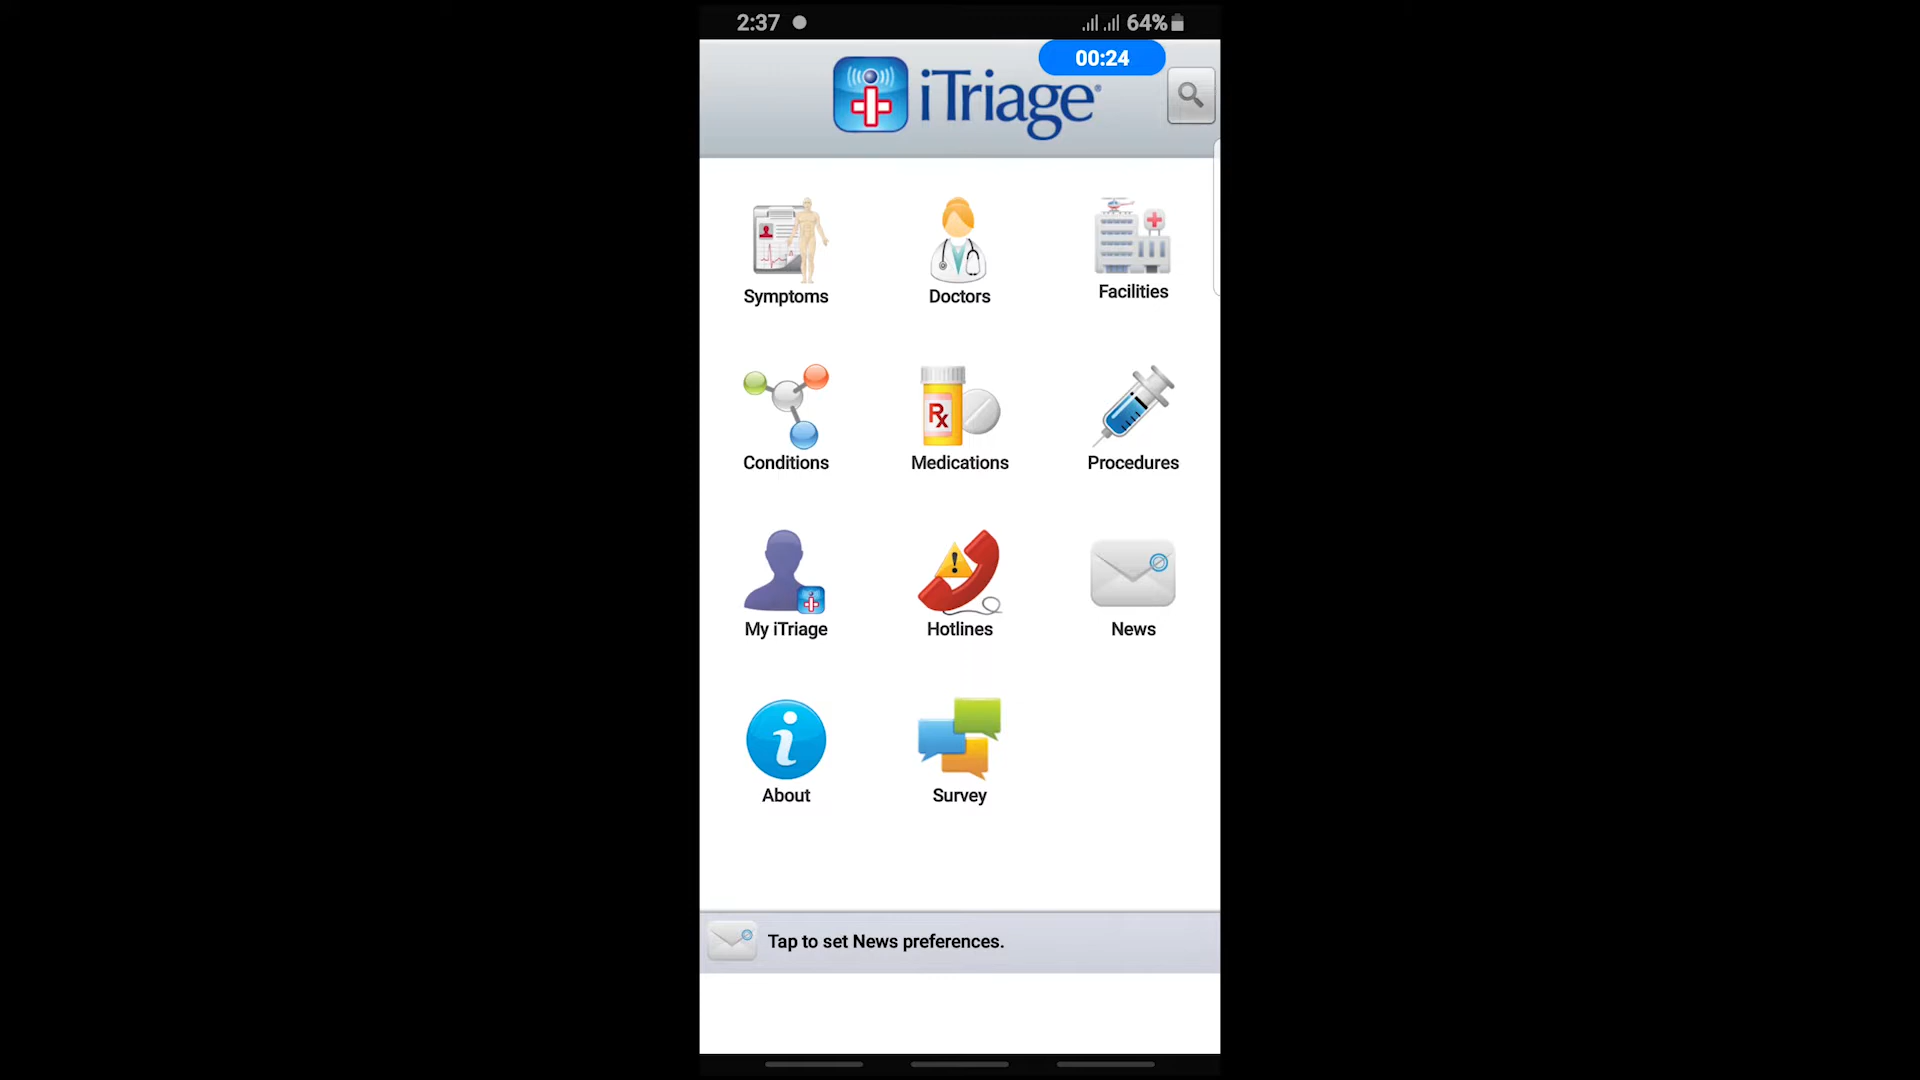 2:37 64%
00:24
iTriage®
Symptoms Doctors Facilities
Rx
Conditions Medications Procedures
My iTriage Hotlines News
About Survey
Tap to set News preferences.